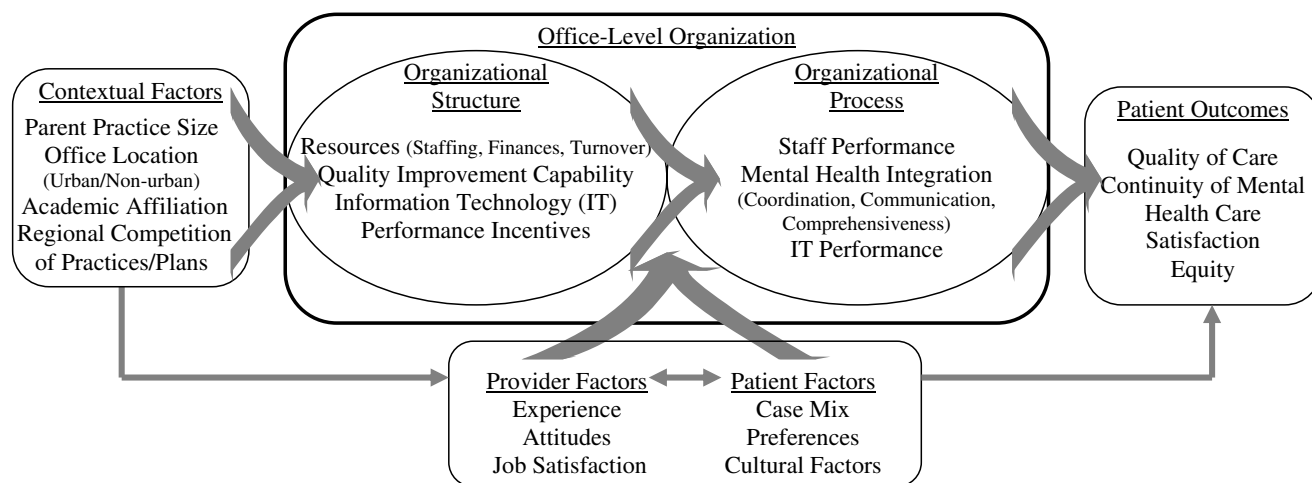 Office-Level Organization
Contextual Factors
Parent Practice Size
Office Location
(Urban/Non-urban)
Academic Affiliation
Regional Competition
of Practices/Plans
Organizational
Structure
Resources (Staffing, Finances, Turnover)
Quality Improvement Capability
Information Technology (IT)
Performance Incentives
Organizational
Process
Staff Performance
Mental Health Integration
(Coordination, Communication,
Comprehensiveness)
IT Performance
Patient Outcomes
Quality of Care
Continuity of Mental
Health Care
Satisfaction
Equity
Provider Factors
Experience
Attitudes
Job Satisfaction
Patient Factors
Case Mix
Preferences
Cultural Factors